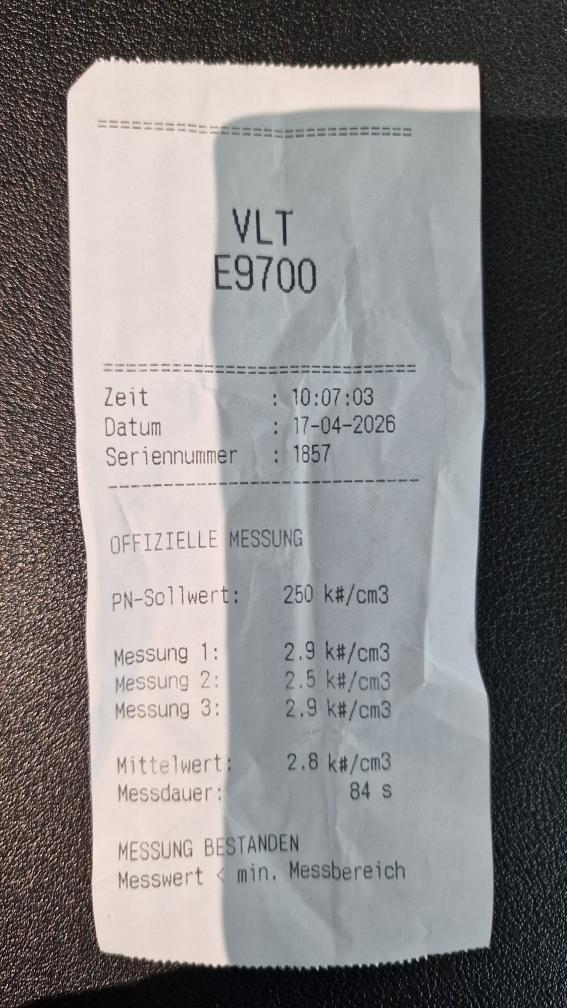 ==============================
VLT
E9700
==============================
Zeit : 10:07:03
Datum : 17-04-2026
Seriennummer : 1857
------------------------------
OFFIZIELLE MESSUNG
PN-Sollwert: 250 k#/cm3
Messung 1: 2.9 k#/cm3
Messung 2: 2.5 k#/cm3
Messung 3: 2.9 k#/cm3
Mittelwert: 2.8 k#/cm3
Messdauer: 84 s
MESSUNG BESTANDEN
Messwert < min. Messbereich